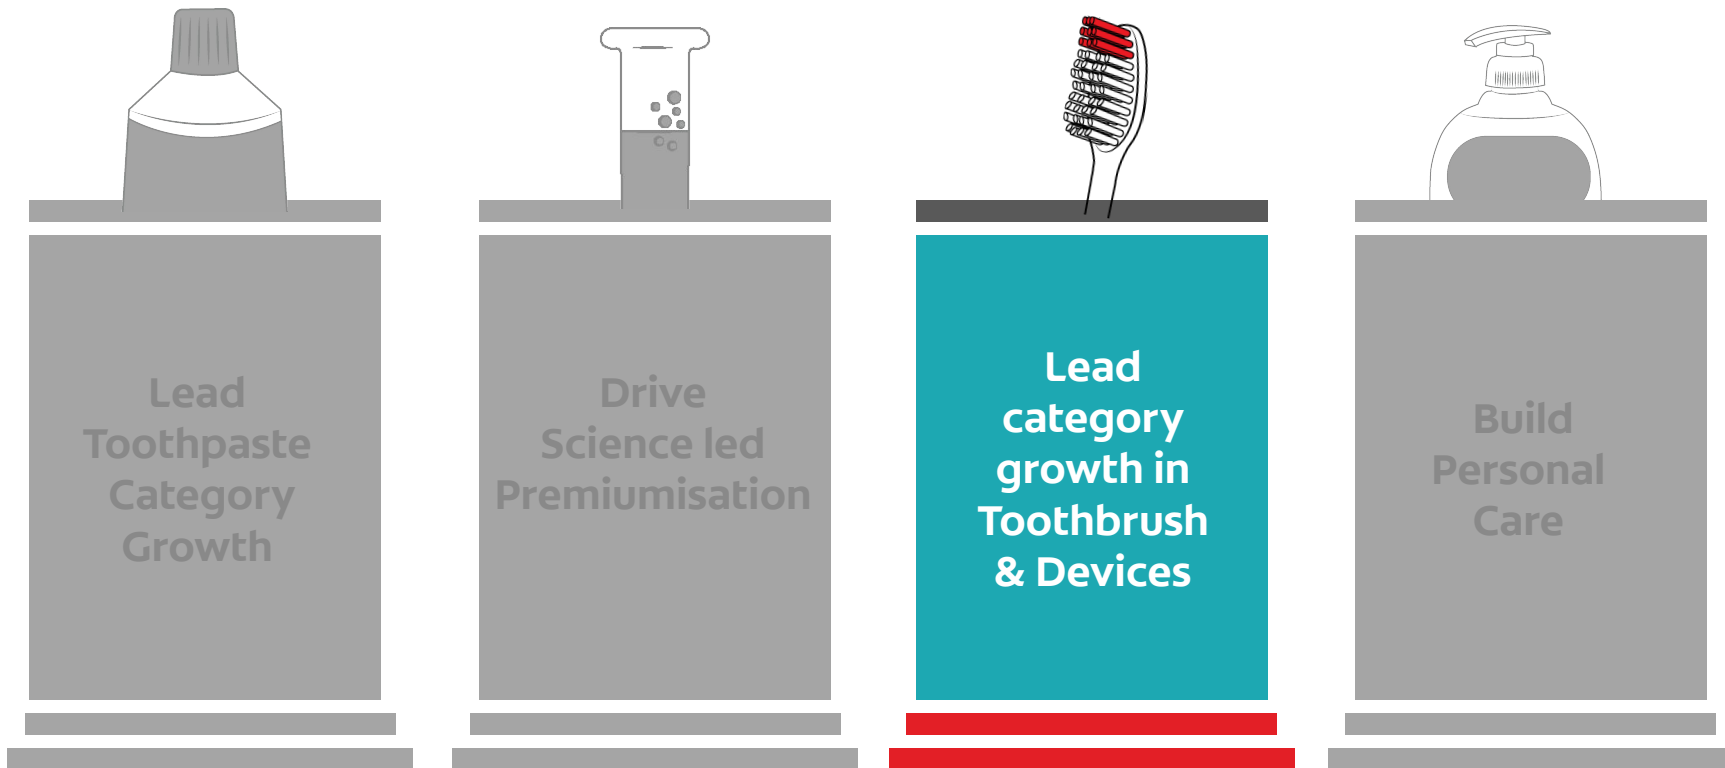 Lead
Toothpaste
Category
Growth
Drive
Science led
Premiumisation
Lead
category
growth in
Toothbrush
& Devices
Build
Personal
Care